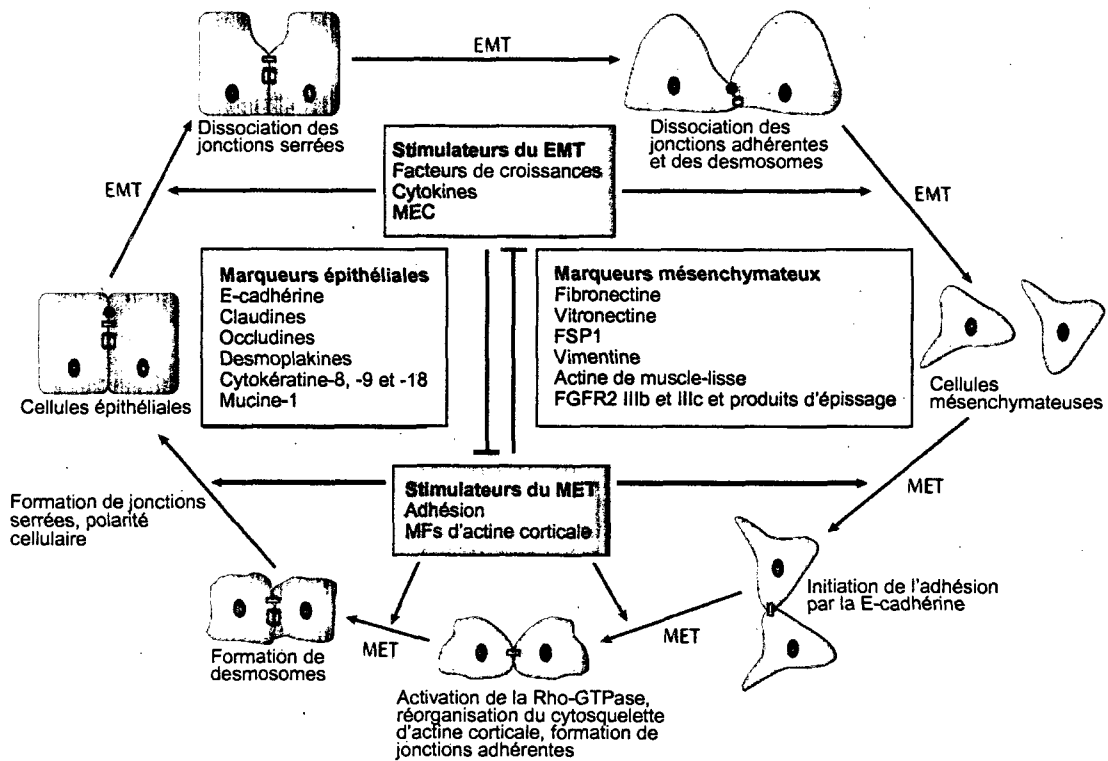 EMT
Dissociation des
jonctions serrées
Dissociation des
jonctions adhérentes
et des desmosomes
EMT
Stimulateurs du EMT
Facteurs de croissances
Cytokines
MEC
EMT
Marqueurs épithéliales
E-cadhérine
Claudines
Occludines
Desmoplakines
Cytokératine-8, -9 et -18
Mucine-1
Marqueurs mésenchymateux
Fibronectine
Vitronectine
FSP1
Vimentine
Actine de muscle-lisse
FGFR2 IIIb et IIIc et produits d'épissage
Cellules épithéliales
Cellules
mésenchymateuses
Formation de jonctions
serrées, polarité
cellulaire
Stimulateurs du MET
Adhésion
MFs d'actine corticale
MET
Initiation de l'adhésion
par la E-cadhérine
MET
MET
Formation de
desmosomes
Activation de la Rho-GTPase,
réorganisation du cytosquelette
d'actine corticale, formation de
jonctions adhérentes